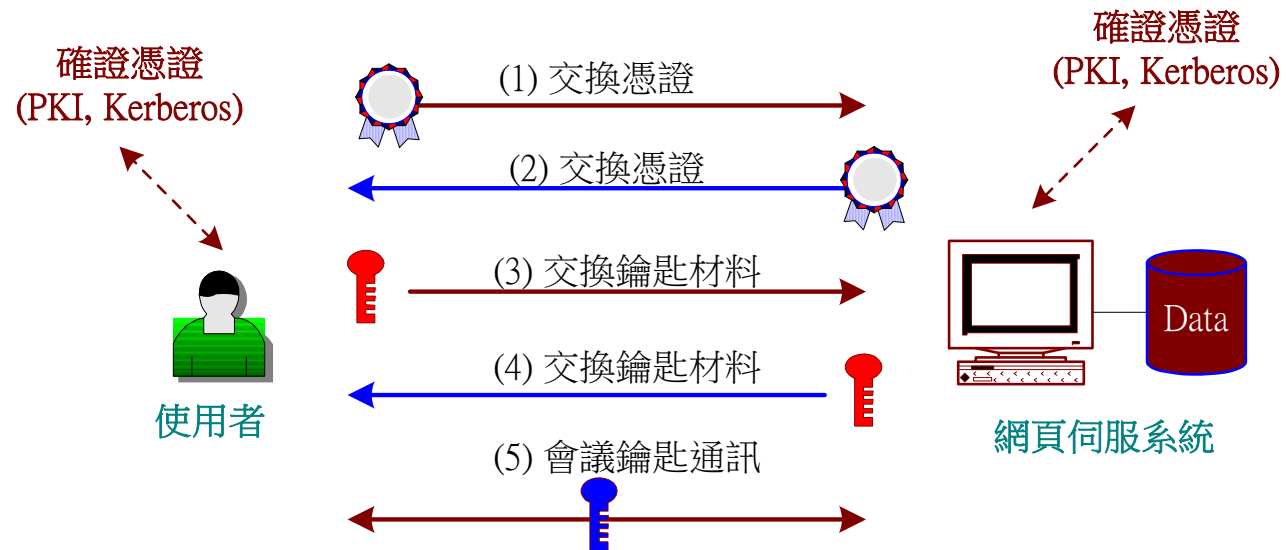 確證憑證
(PKI, Kerberos)
確證憑證
(PKI, Kerberos)
(1) 交換憑證
(2) 交換憑證
(3) 交換鑰匙材料
(4) 交換鑰匙材料
(5) 會議鑰匙通訊
使用者
Data
網頁伺服系統